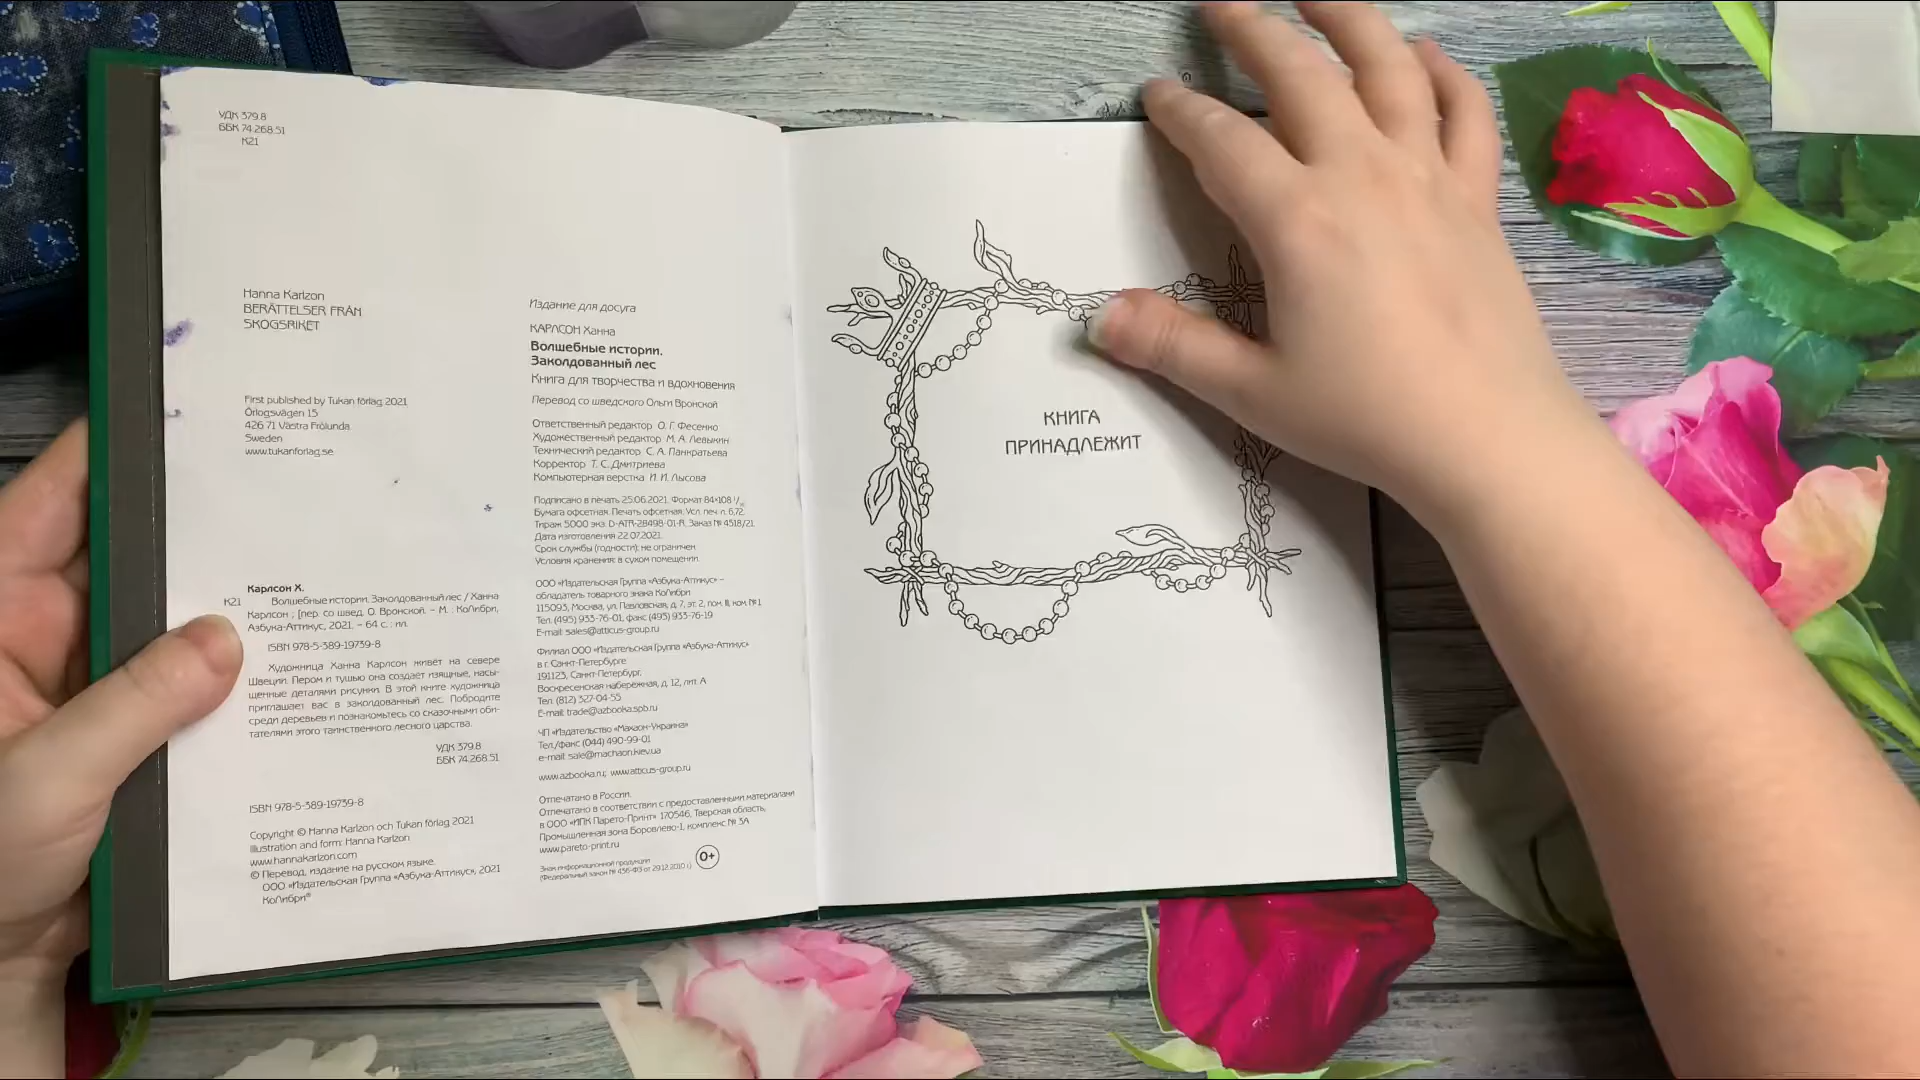 УДК 379.8
ББК 74.268.51
К21
Hanna Karlzon
BERÄTTELSER FRÅN
SKOGSRIKET
First published by Tukan förlag 2021
Örlogsvägen 15
426 71 Västra Frölunda
Sweden
www.tukanforlag.se
Карлсон Х.
К21 Волшебные истории. Заколдованный лес / Ханна
Карлсон ; [пер. со швед. О. Вронской. – М. : КоЛибри,
Азбука-Аттикус, 2021. – 64 с. : ил.
ISBN 978-5-389-19739-8
Художница Ханна Карлсон живёт на севере
Швеции. Пером и тушью она создаёт изящные, насы-
щенные деталями рисунки. В этой книге художница
приглашает вас в заколдованный лес. Побродите
среди деревьев и познакомьтесь со сказочными оби-
тателями этого таинственного лесного царства.
УДК 379.8
ББК 74.268.51
ISBN 978-5-389-19739-8
Copyright © Hanna Karlzon och Tukan förlag 2021
Illustration and form: Hanna Karlzon
www.hannakarlzon.com
© Перевод, издание на русском языке.
ООО «Издательская Группа «Азбука-Аттикус», 2021
КоЛибри®
Издание для досуга
КАРЛСОН Ханна
Волшебные истории.
Заколдованный лес
Книга для творчества и вдохновения
Перевод со шведского Ольги Вронской
Ответственный редактор О. Г. Фесенко
Художественный редактор М. А. Левыкин
Технический редактор С. А. Панкратьева
Корректор Т. С. Дмитриева
Компьютерная верстка И. И. Лысова
Подписано в печать 25.06.2021. Формат 84×108 1/16
Бумага офсетная. Печать офсетная. Усл. печ. л. 6,72.
Тираж 5000 экз. D-ATR-28498-01-R. Заказ № 4518/21.
Дата изготовления 22.07.2021.
Срок службы (годности): не ограничен.
Условия хранения: в сухом помещении.
ООО «Издательская Группа «Азбука-Аттикус» –
обладатель товарного знака КоЛибри
115093, Москва, ул. Павловская, д. 7, эт. 2, пом. III, ком. № 1
Тел. (495) 933-76-01, факс (495) 933-76-19
E-mail: sales@atticus-group.ru
Филиал ООО «Издательская Группа «Азбука-Аттикус»
в г. Санкт-Петербурге
191123, Санкт-Петербург,
Воскресенская набережная, д. 12, лит. А
Тел. (812) 327-04-55
E-mail: trade@azbooka.spb.ru
ЧП «Издательство «Махаон-Украина»
Тел./факс (044) 490-99-01
e-mail: sale@machaon.kiev.ua
www.azbooka.ru; www.atticus-group.ru
Отпечатано в России.
Отпечатано в соответствии с предоставленными материалами
в ООО «ИПК Парето-Принт». 170546, Тверская область,
Промышленная зона Боровлево-1, комплекс № 3А
www.pareto-print.ru
Знак информационной продукции
(Федеральный закон № 436-ФЗ от 29.12.2010 г.)
0+
КНИГА
ПРИНАДЛЕЖИТ